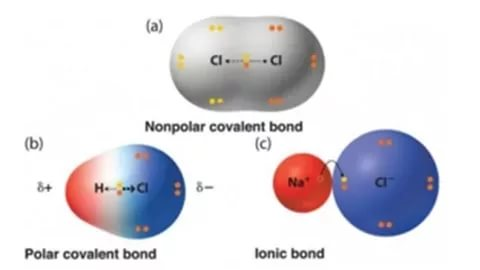 (a)
Cl Cl
Nonpolar covalent bond
(b)
δ+ H Cl δ−
Polar covalent bond
(c)
Na⁺ Cl⁻
Ionic bond